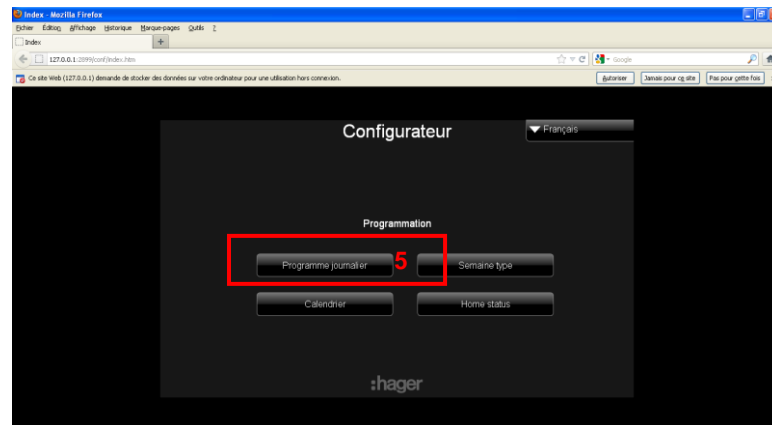 Index - Mozilla Firefox
Fichier Édition Affichage Historique Marque-pages Outils ?
Index +
127.0.0.1:2899/conf/index.htm Google
Ce site Web (127.0.0.1) demande de stocker des données sur votre ordinateur pour une utilisation hors connexion. Autoriser Jamais pour ce site Pas pour cette fois
Configurateur Français
Programmation
Programme journalier 5 Semaine type
Calendrier Home status
:hager